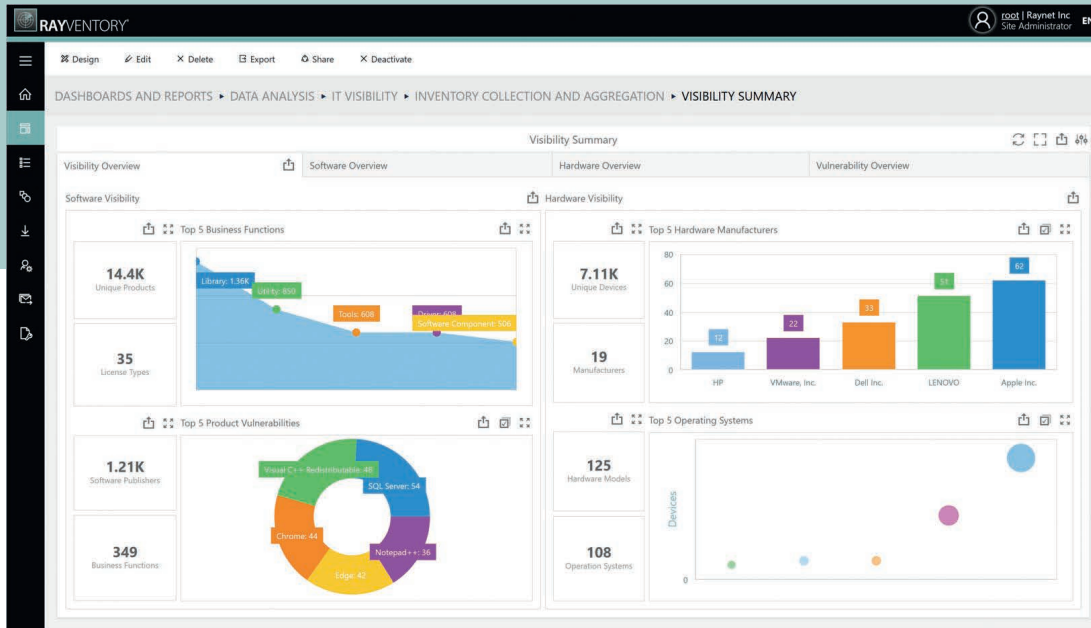 RAYVENTORY
root | Raynet Inc
Site Administrator
EN
Design Edit Delete Export Share Deactivate
DASHBOARDS AND REPORTS DATA ANALYSIS IT VISIBILITY INVENTORY COLLECTION AND AGGREGATION VISIBILITY SUMMARY
Visibility Summary
Visibility Overview Software Overview Hardware Overview Vulnerability Overview
Software Visibility
14.4K
Unique Products
35
License Types
Top 5 Business Functions
Library: 1.36K
Utility: 850
Tools: 608
Driver: 608
Software Component: 506
1.21K
Software Publishers
349
Business Functions
Top 5 Product Vulnerabilities
Visual C++ Redistributable: 48
SQL Server: 54
Chrome: 44
Notepad++: 36
Edge: 42
Hardware Visibility
7.11K
Unique Devices
19
Manufacturers
Top 5 Hardware Manufacturers
80
60
40
20
0
12
22
33
51
62
HP VMware, Inc. Dell Inc. LENOVO Apple Inc.
125
Hardware Models
108
Operation Systems
Top 5 Operating Systems
Devices
0